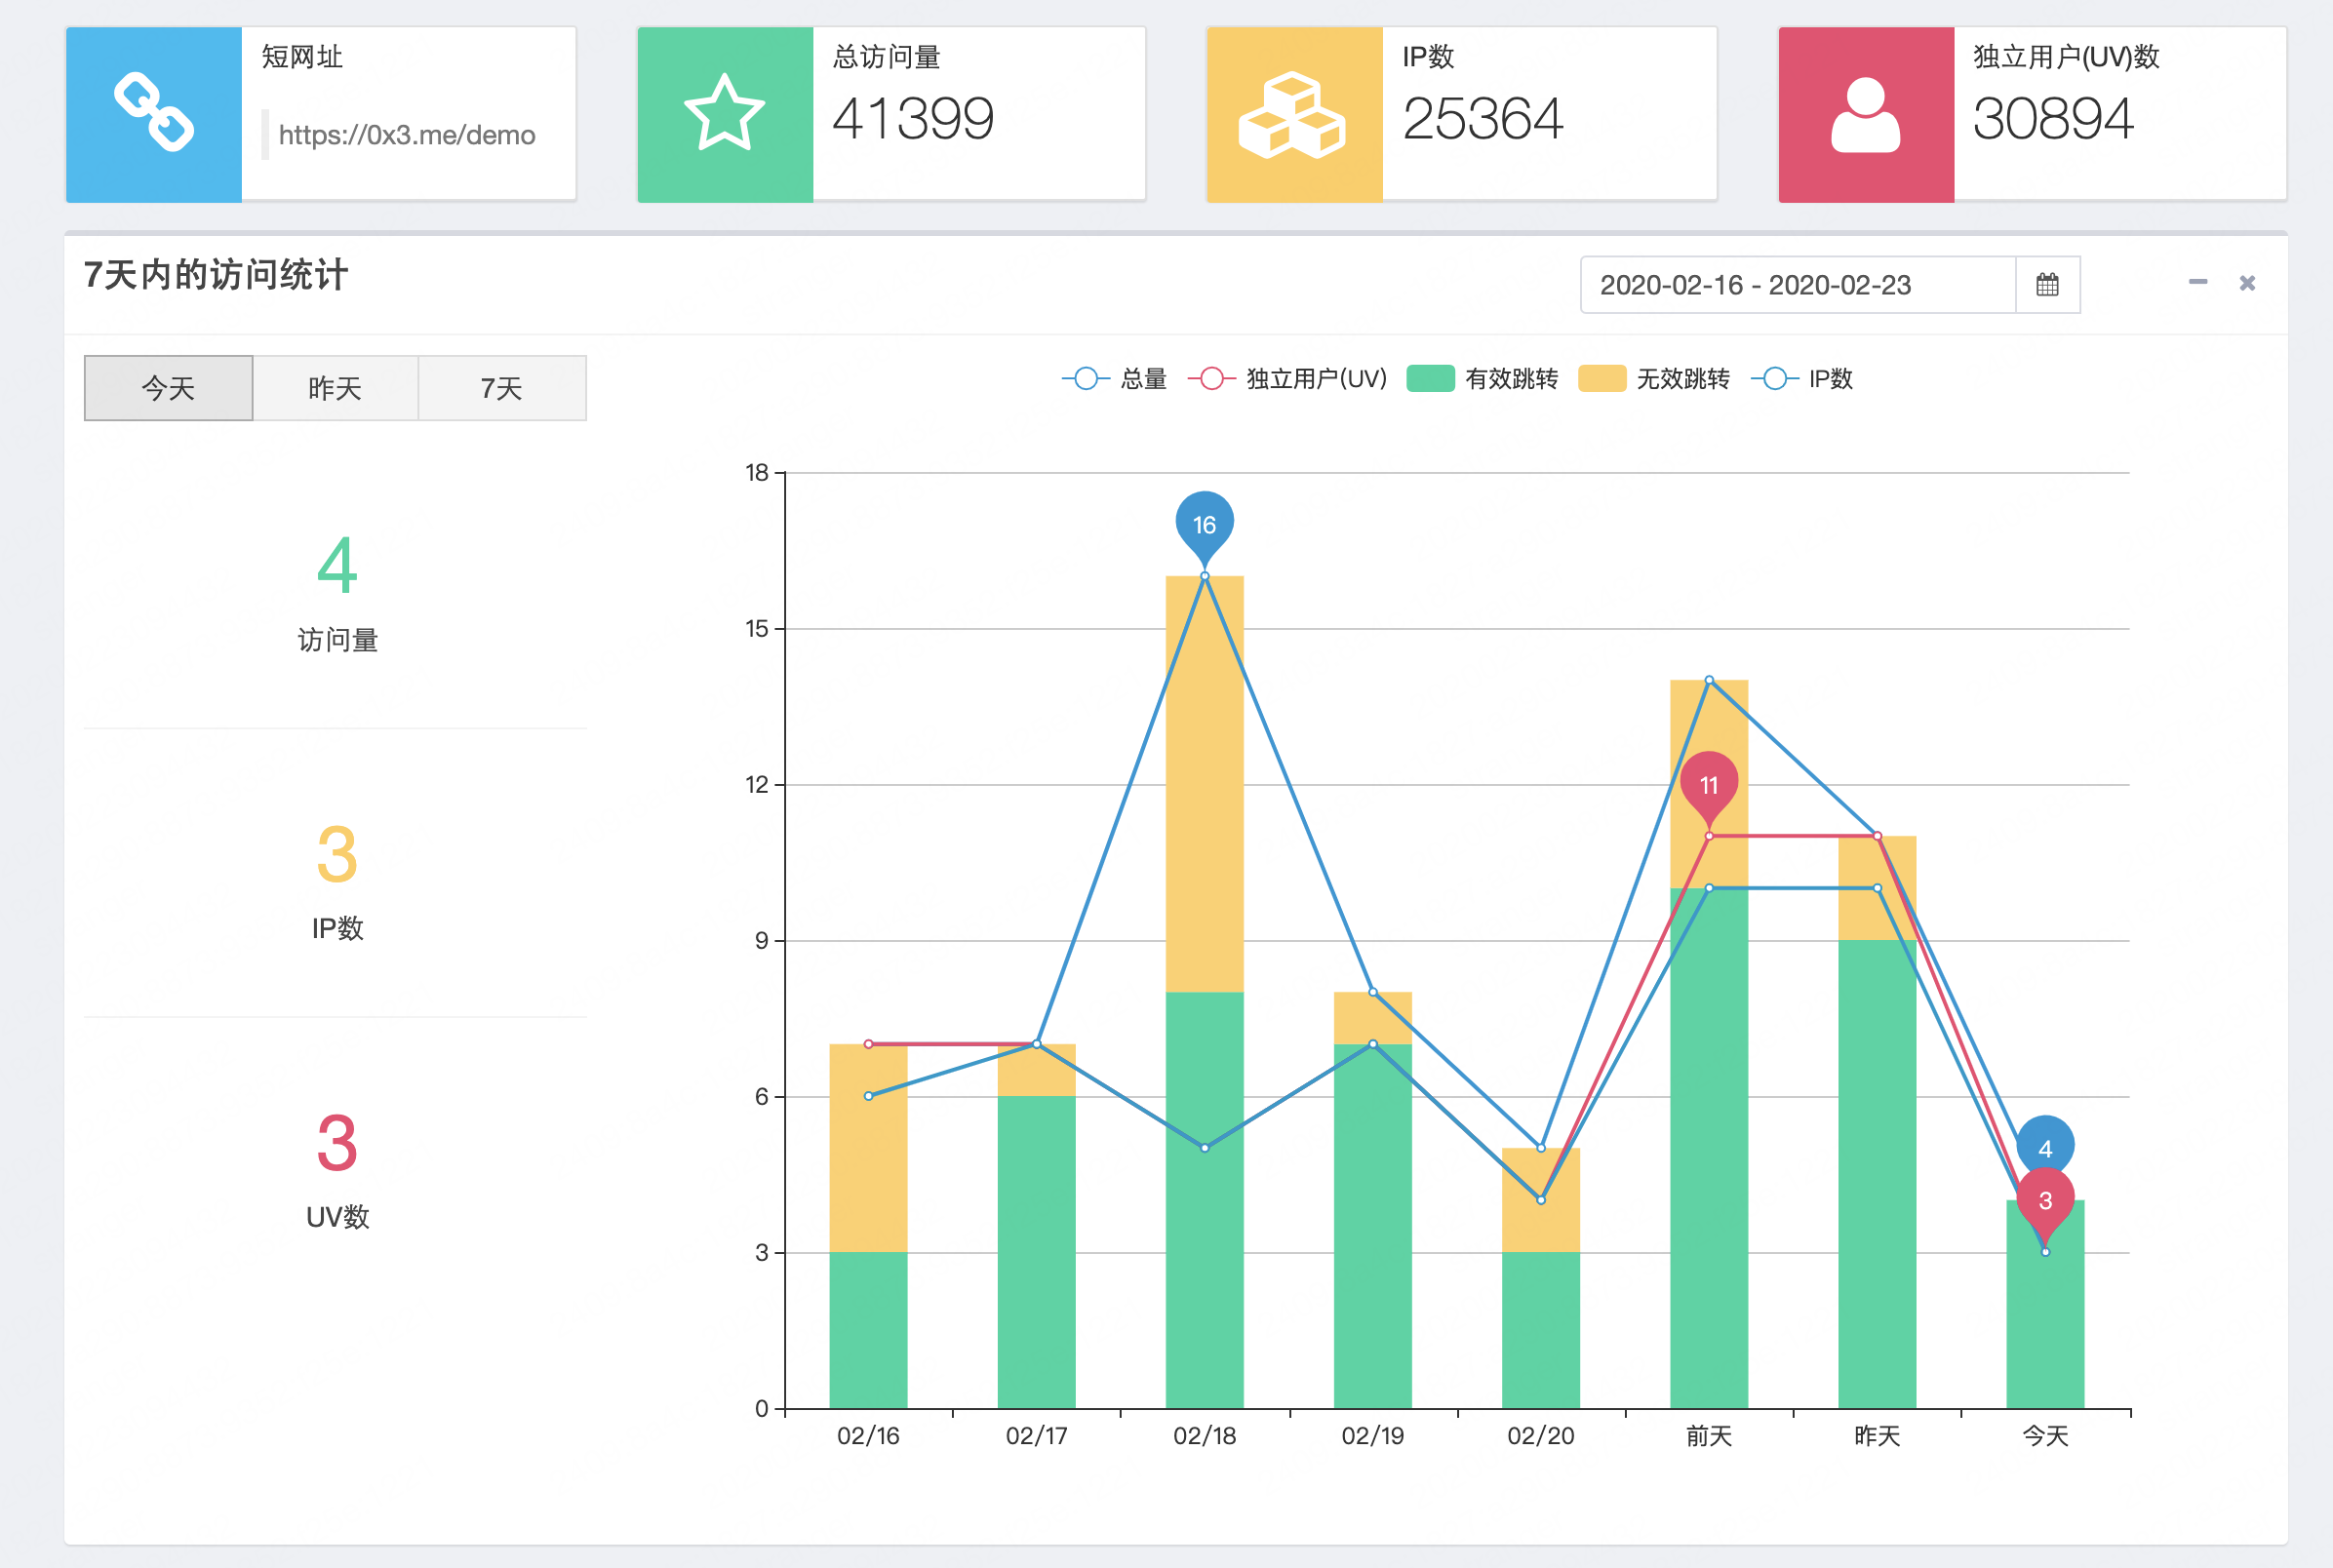 短网址
https://0x3.me/demo
总访问量
41399
IP数
25364
独立用户(UV)数
30894
7天内的访问统计
2020-02-16 - 2020-02-23
今天 昨天 7天
4
访问量
3
IP数
3
UV数
总量 独立用户(UV) 有效跳转 无效跳转 IP数
18
15
12
9
6
3
0
16
11
4
3
02/16 02/17 02/18 02/19 02/20 前天 昨天 今天